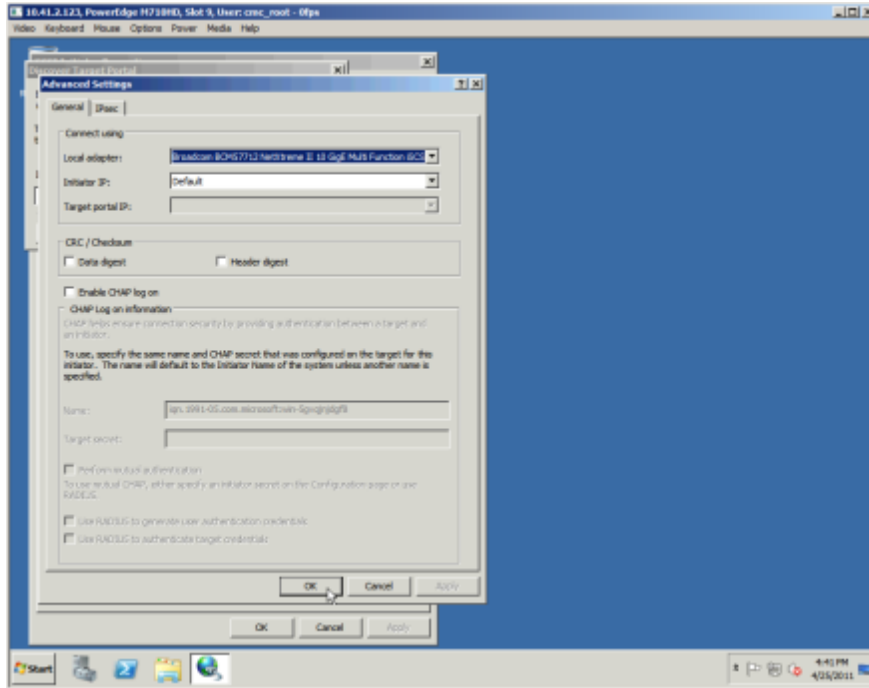 10.41.2.123, PowerEdge M710HD, Slot 9, User: cmc_root - 0fps
Video Keyboard Mouse Options Power Media Help
Discover Target Portal
Advanced Settings
General IPsec
Connect using
Local adapter: Broadcom BCM57712 NetXtreme II 10 GigE Multi Function iSCS
Initiator IP: Default
Target portal IP:
CRC / Checksum
Data digest Header digest
Enable CHAP log on
CHAP Log on information
CHAP helps ensure connection security by providing authentication between a target and
an initiator.
To use, specify the same name and CHAP secret that was configured on the target for this
initiator. The name will default to the Initiator Name of the system unless another name is
specified.
Name: iqn.1991-05.com.microsoft:
Target secret:
Perform mutual authentication
To use mutual CHAP, either specify an initiator secret on the Configuration page or use
RADIUS.
Use RADIUS to generate user authentication credentials
Use RADIUS to authenticate target credentials
OK Cancel Apply
OK Cancel Apply
Start
4:41 PM
4/25/2011